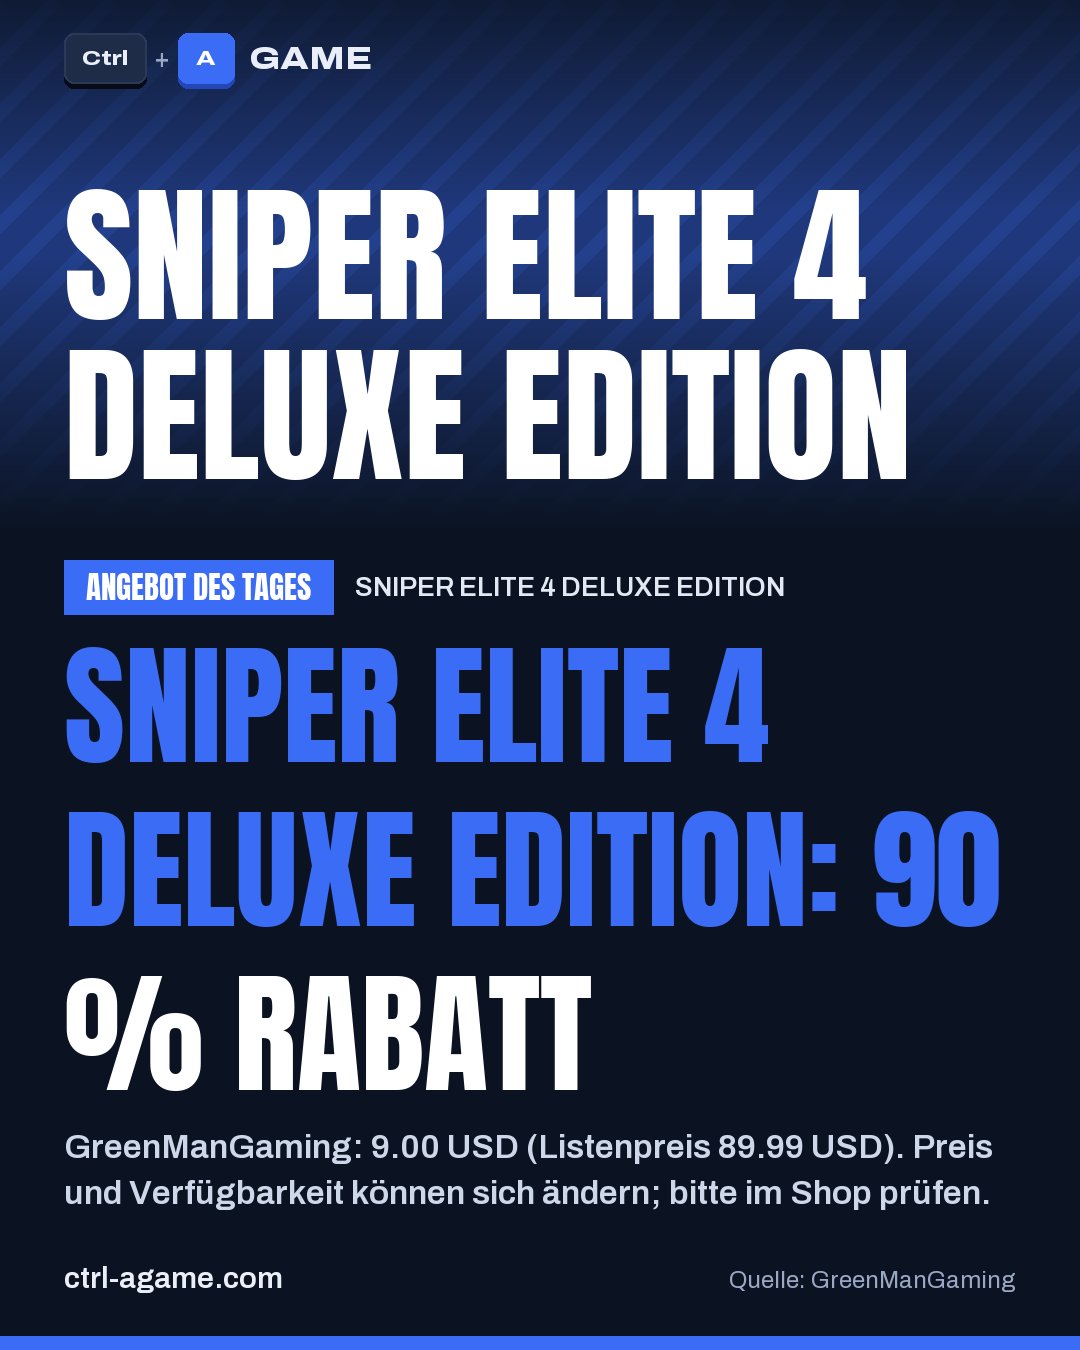 Ctrl + A GAME
SNIPER ELITE 4
DELUXE EDITION
ANGEBOT DES TAGES SNIPER ELITE 4 DELUXE EDITION
SNIPER ELITE 4
DELUXE EDITION: 90
% RABATT
GreenManGaming: 9.00 USD (Listenpreis 89.99 USD). Preis
und Verfügbarkeit können sich ändern; bitte im Shop prüfen.
ctrl-agame.com Quelle: GreenManGaming